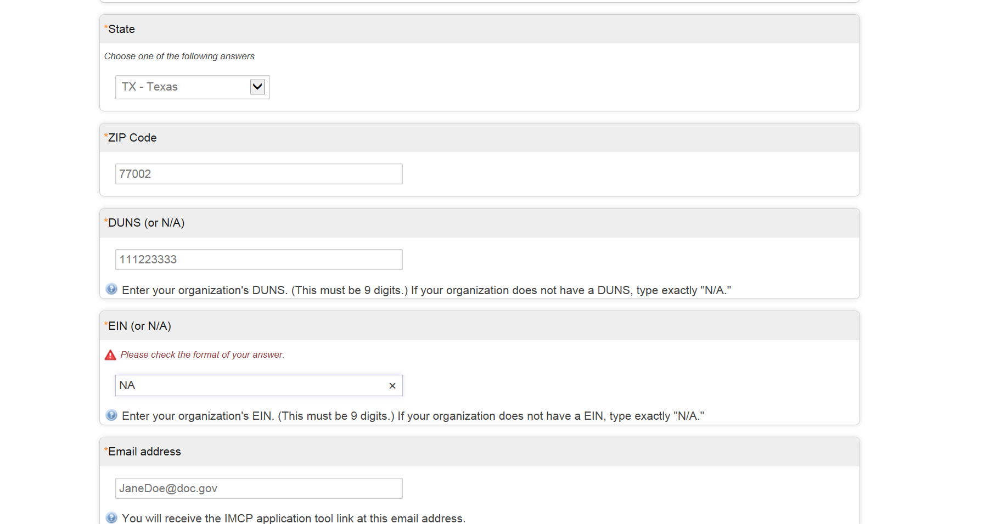 *State
Choose one of the following answers
TX - Texas
*ZIP Code
77002
*DUNS (or N/A)
111223333
Enter your organization's DUNS. (This must be 9 digits.) If your organization does not have a DUNS, type exactly "N/A."
*EIN (or N/A)
Please check the format of your answer.
NA
Enter your organization's EIN. (This must be 9 digits.) If your organization does not have a EIN, type exactly "N/A."
*Email address
JaneDoe@doc.gov
You will receive the IMCP application tool link at this email address.